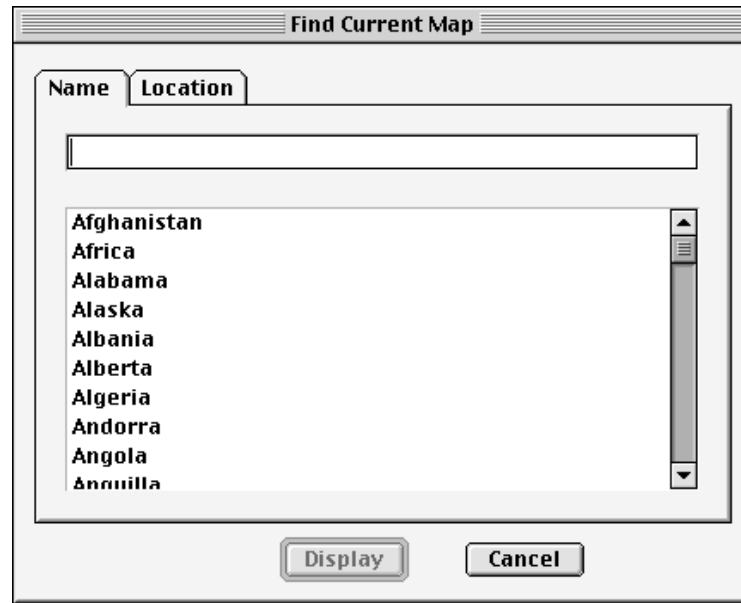 Find Current Map
Name Location
Afghanistan
Africa
Alabama
Alaska
Albania
Alberta
Algeria
Andorra
Angola
Anguilla
Display Cancel